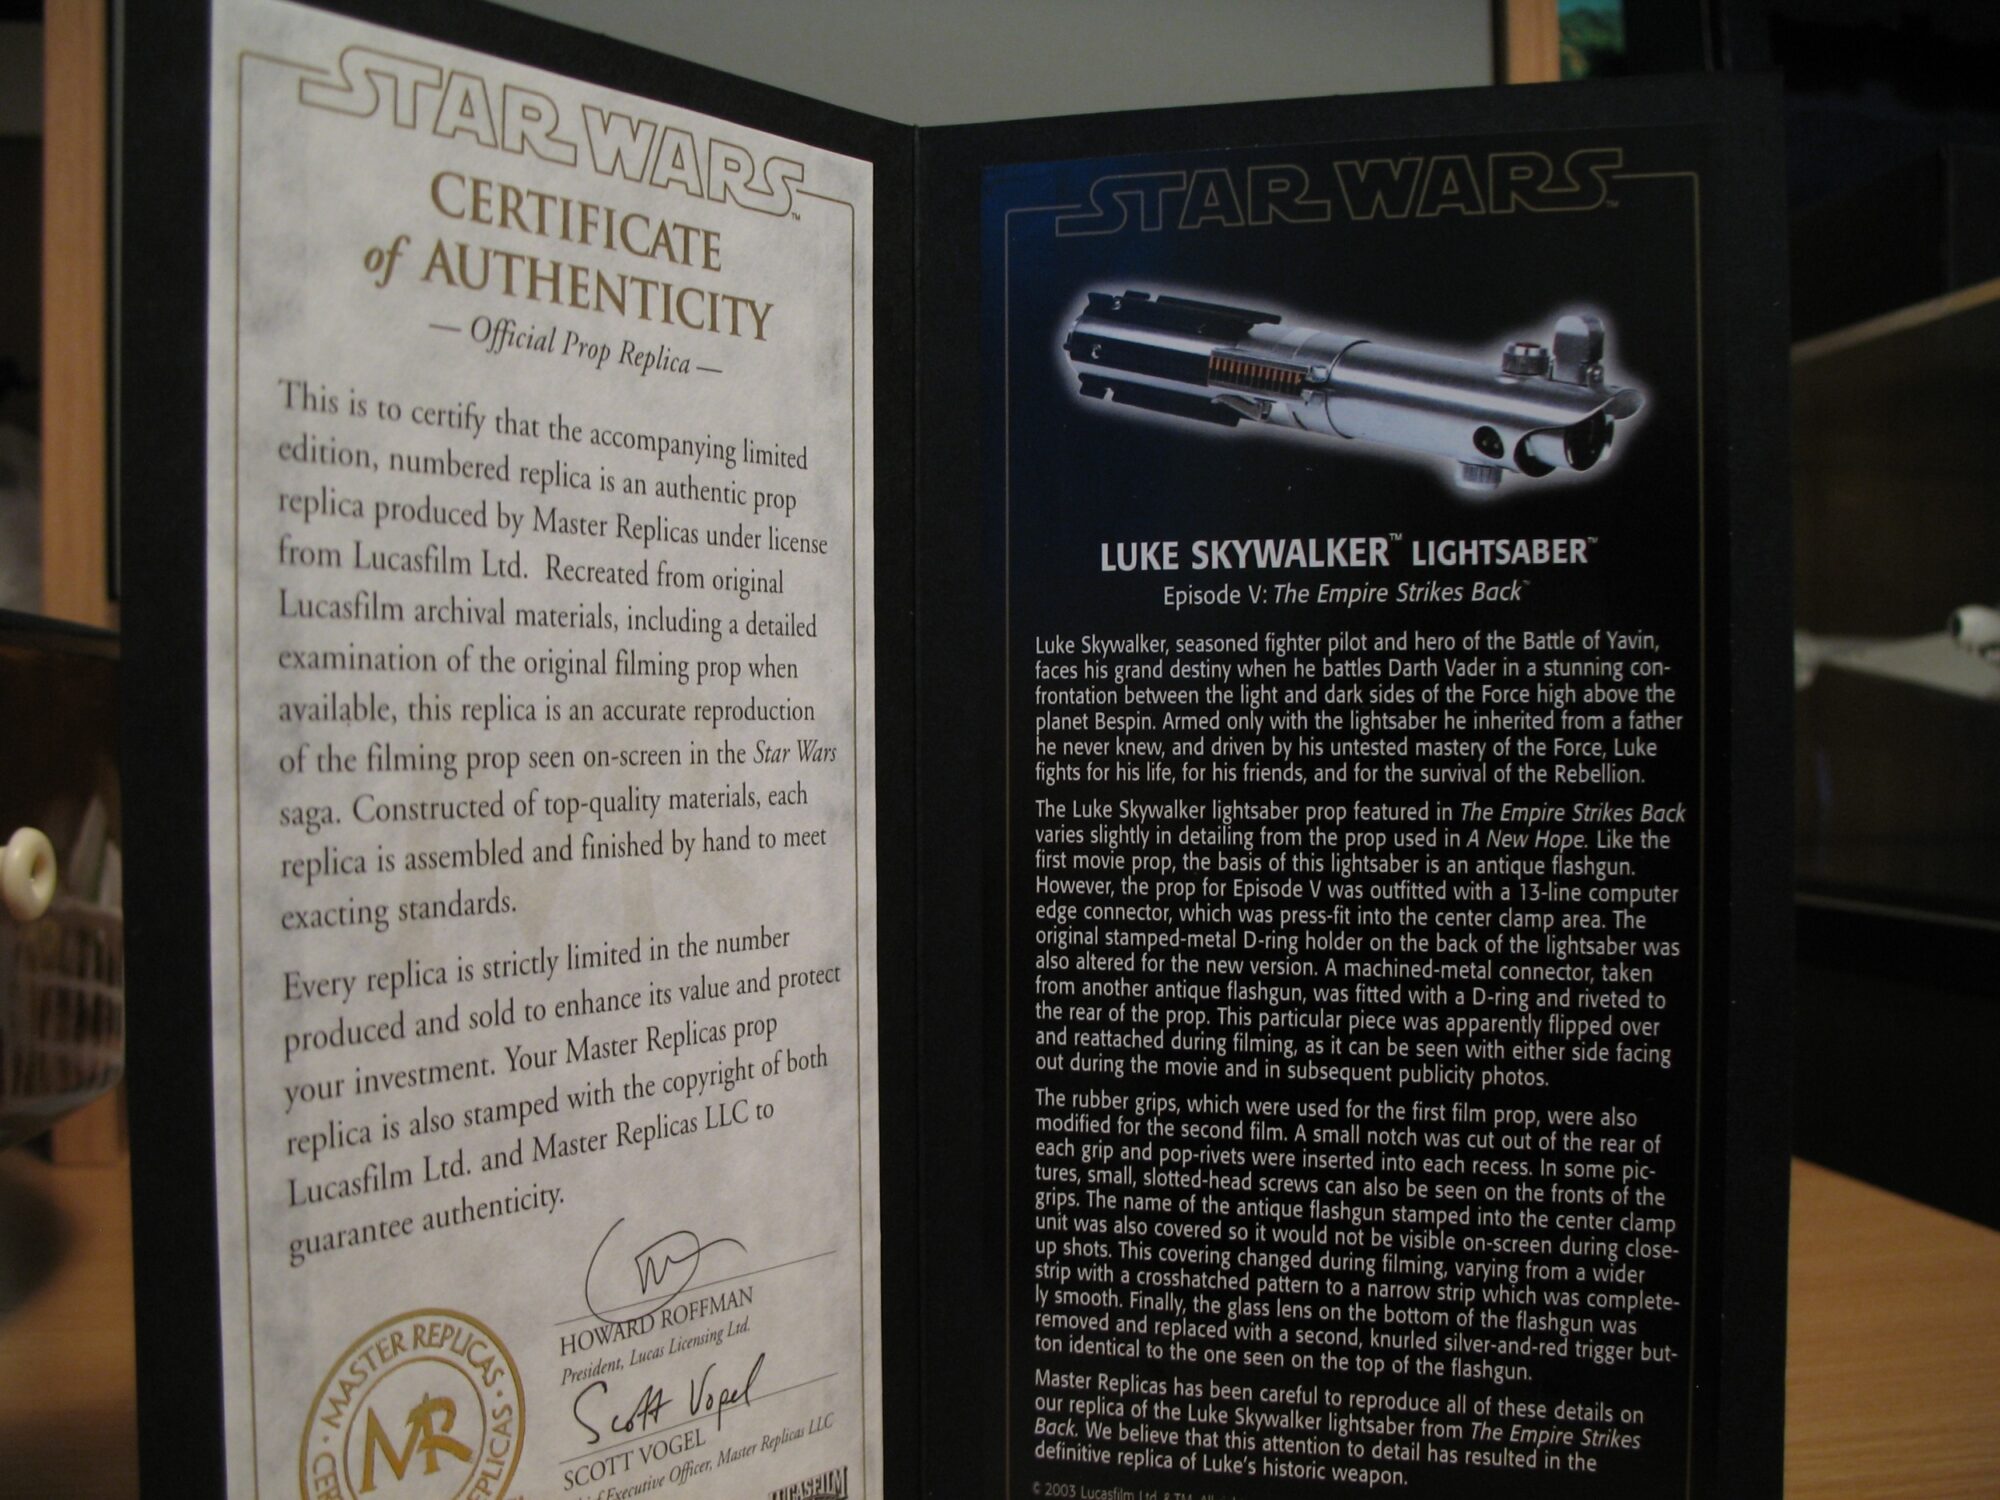 STAR WARS™
CERTIFICATE
of AUTHENTICITY
— Official Prop Replica —
This is to certify that the accompanying limited
edition, numbered replica is an authentic prop
replica produced by Master Replicas under license
from Lucasfilm Ltd. Recreated from original
Lucasfilm archival materials, including a detailed
examination of the original filming prop when
available, this replica is an accurate reproduction
of the filming prop seen on-screen in the Star Wars
saga. Constructed of top-quality materials, each
replica is assembled and finished by hand to meet
exacting standards.
Every replica is strictly limited in the number
produced and sold to enhance its value and protect
your investment. Your Master Replicas prop
replica is also stamped with the copyright of both
Lucasfilm Ltd. and Master Replicas LLC to
guarantee authenticity.
HOWARD ROFFMAN
President, Lucas Licensing Ltd.
Scott Vogel
SCOTT VOGEL
Executive Officer, Master Replicas LLC
MASTER REPLICAS
MR
LUCASFILM
STAR WARS™
LUKE SKYWALKER™ LIGHTSABER™
Episode V: The Empire Strikes Back™
Luke Skywalker, seasoned fighter pilot and hero of the Battle of Yavin,
faces his grand destiny when he battles Darth Vader in a stunning con-
frontation between the light and dark sides of the Force high above the
planet Bespin. Armed only with the lightsaber he inherited from a father
he never knew, and driven by his untested mastery of the Force, Luke
fights for his life, for his friends, and for the survival of the Rebellion.
The Luke Skywalker lightsaber prop featured in The Empire Strikes Back
varies slightly in detailing from the prop used in A New Hope. Like the
first movie prop, the basis of this lightsaber is an antique flashgun.
However, the prop for Episode V was outfitted with a 13-line computer
edge connector, which was press-fit into the center clamp area. The
original stamped-metal D-ring holder on the back of the lightsaber was
also altered for the new version. A machined-metal connector, taken
from another antique flashgun, was fitted with a D-ring and riveted to
the rear of the prop. This particular piece was apparently flipped over
and reattached during filming, as it can be seen with either side facing
out during the movie and in subsequent publicity photos.
The rubber grips, which were used for the first film prop, were also
modified for the second film. A small notch was cut out of the rear of
each grip and pop-rivets were inserted into each recess. In some pic-
tures, small, slotted-head screws can also be seen on the fronts of the
grips. The name of the antique flashgun stamped into the center clamp
unit was also covered so it would not be visible on-screen during close-
up shots. This covering changed during filming, varying from a wider
strip with a crosshatched pattern to a narrow strip which was complete-
ly smooth. Finally, the glass lens on the bottom of the flashgun was
removed and replaced with a second, knurled silver-and-red trigger but-
ton identical to the one seen on the top of the flashgun.
Master Replicas has been careful to reproduce all of these details on
our replica of the Luke Skywalker lightsaber from The Empire Strikes
Back. We believe that this attention to detail has resulted in the
definitive replica of Luke's historic weapon.
© 2003 Lucasfilm Ltd. & TM.